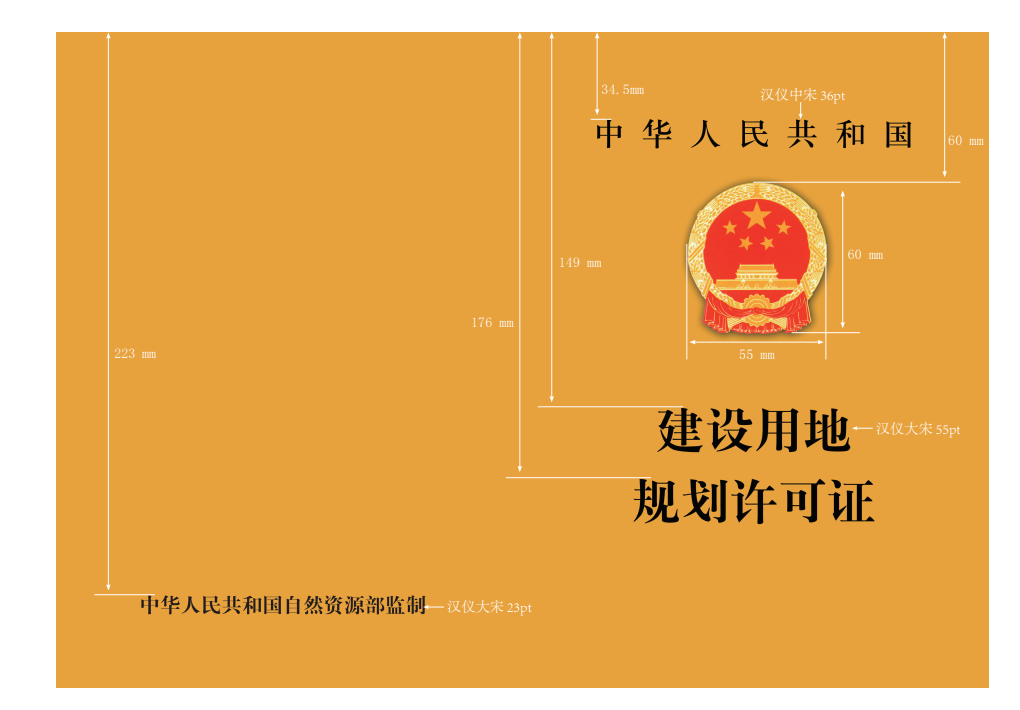 34.5mm
汉仪中宋 36pt
中华人民共和国
60 mm
60 mm
149 mm
176 mm
55 mm
223 mm
建设用地
汉仪大宋 55pt
规划许可证
中华人民共和国自然资源部监制
汉仪大宋 23pt